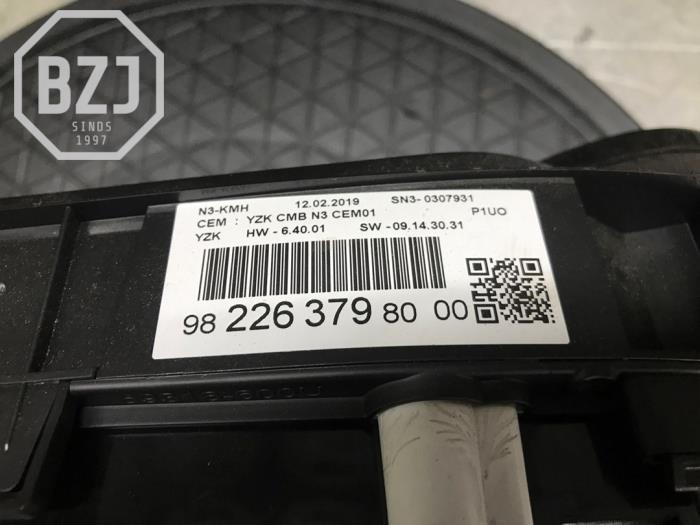 BZJ
SINDS
1997
N3-KMH 12.02.2019 SN3- 0307931
CEM : YZK CMB N3 CEM01 P1UO
YZK HW - 6.40.01 SW - 09.14.30.31
98 226 379 80 00